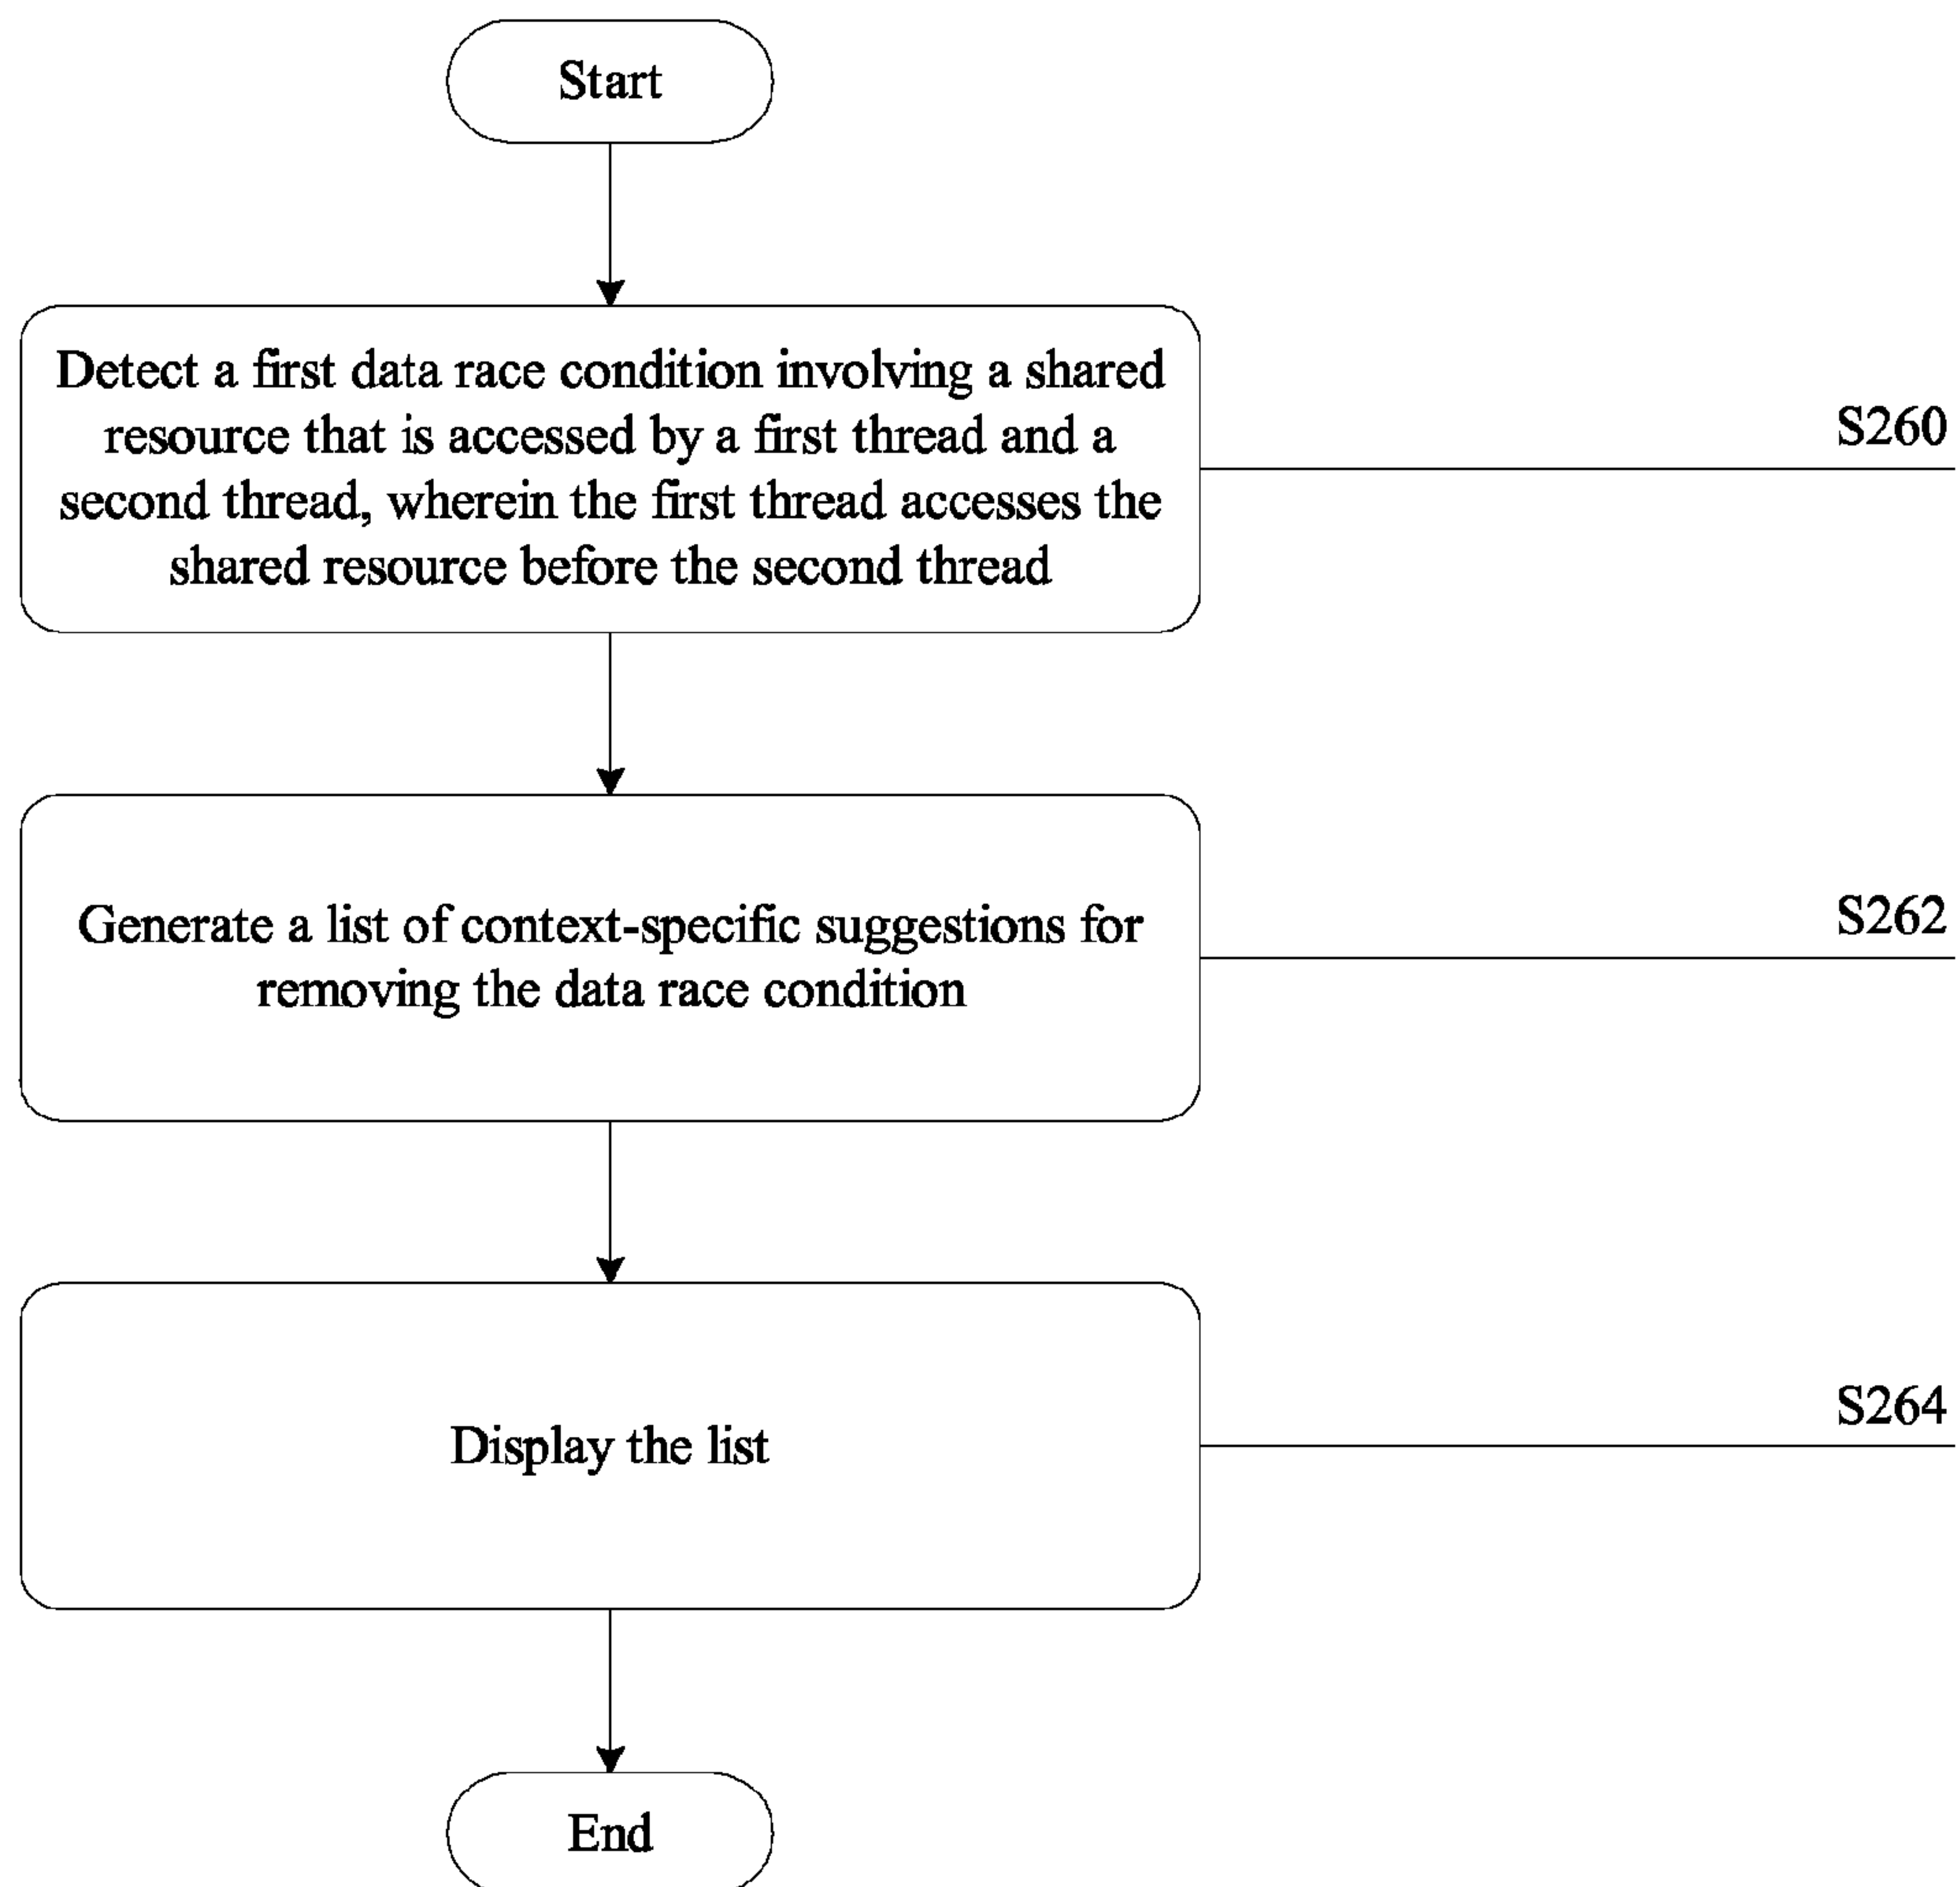 Start
Detect a first data race condition involving a shared
resource that is accessed by a first thread and a
second thread, wherein the first thread accesses the
shared resource before the second thread
S260
Generate a list of context-specific suggestions for
removing the data race condition
S262
Display the list
S264
End